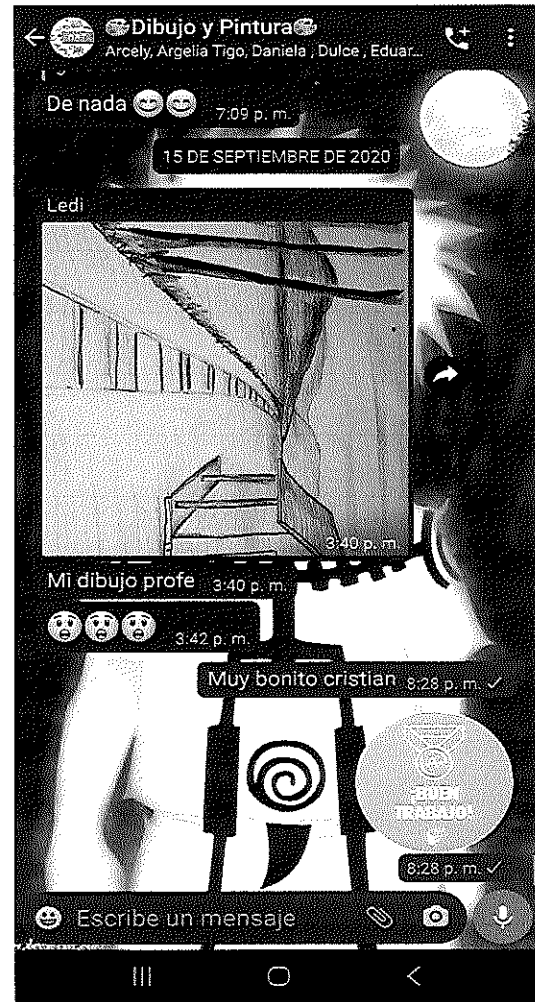 Dibujo y Pintura
Arcely, Argelia Tigo, Daniela , Dulce , Eduar...
De nada 😊😊 7:09 p. m.
15 DE SEPTIEMBRE DE 2020
Ledi
3:40 p. m.
Mi dibujo profe 3:40 p. m.
😲😲😲 3:42 p. m.
Muy bonito cristian 8:28 p. m. ✓
¡BUEN
TRABAJO!
8:28 p. m. ✓
Escribe un mensaje